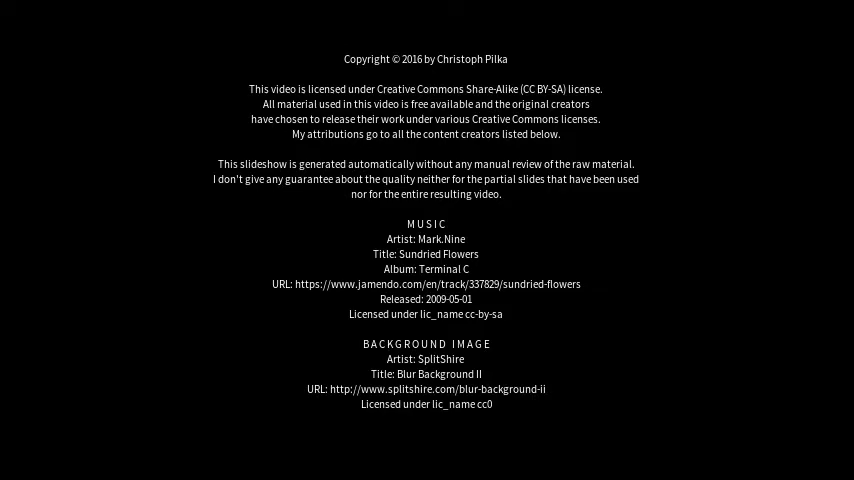 Copyright © 2016 by Christoph Pilka
This video is licensed under Creative Commons Share-Alike (CC BY-SA) license.
All material used in this video is free available and the original creators
have chosen to release their work under various Creative Commons licenses.
My attributions go to all the content creators listed below.
This slideshow is generated automatically without any manual review of the raw material.
I don't give any guarantee about the quality neither for the partial slides that have been used
nor for the entire resulting video.
M U S I C
Artist: Mark.Nine
Title: Sundried Flowers
Album: Terminal C
URL: https://www.jamendo.com/en/track/337829/sundried-flowers
Released: 2009-05-01
Licensed under lic_name cc-by-sa
B A C K G R O U N D   I M A G E
Artist: SplitShire
Title: Blur Background II
URL: http://www.splitshire.com/blur-background-ii
Licensed under lic_name cc0